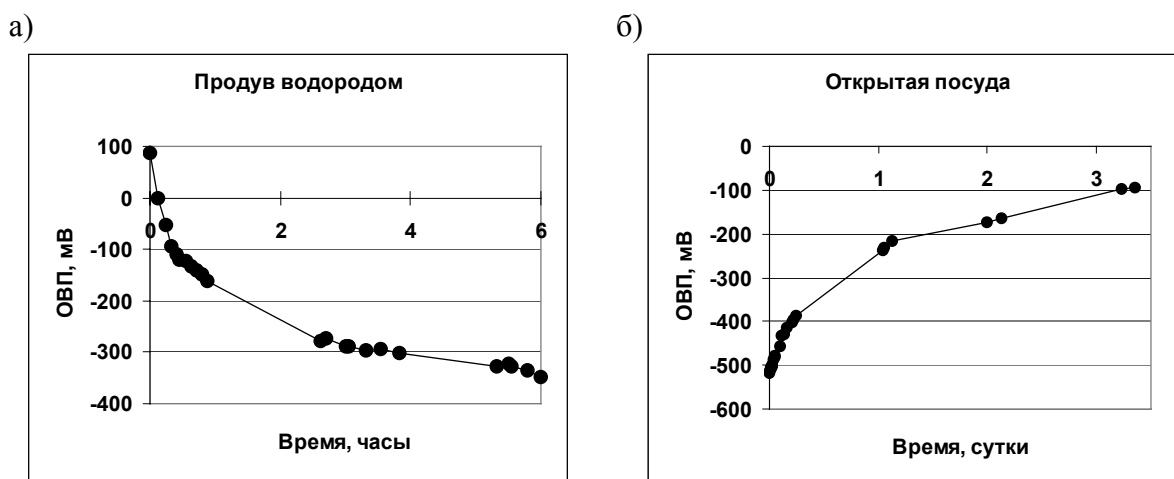 а)
Продув водородом
100
0
-100
-200
-300
-400
0
2
4
6
ОВП, мВ
Время, часы
б)
Открытая посуда
0
-100
-200
-300
-400
-500
-600
0
1
2
3
ОВП, мВ
Время, сутки